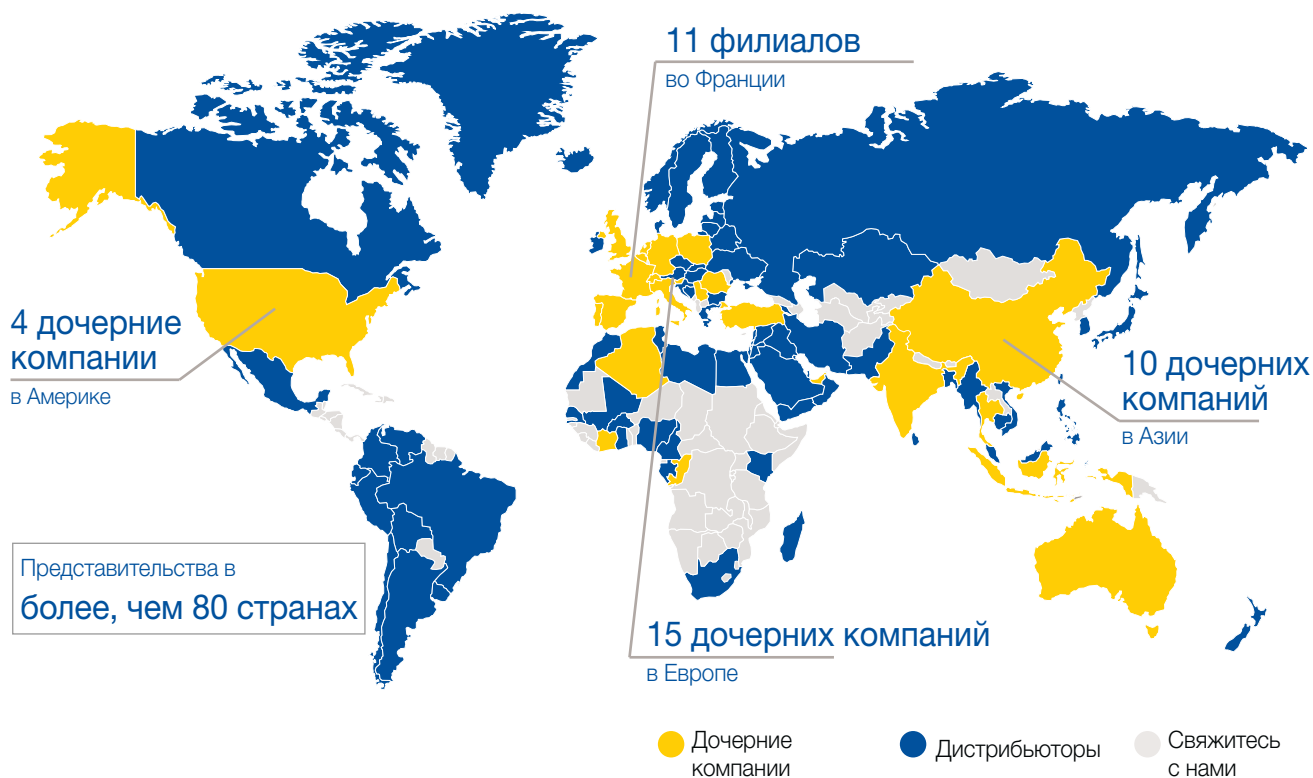 11 филиалов
во Франции
4 дочерние
компании
в Америке
10 дочерних
компаний
в Азии
Представительства в
более, чем 80 странах
15 дочерних компаний
в Европе
Дочерние
компании
Дистрибьюторы
Свяжитесь
с нами